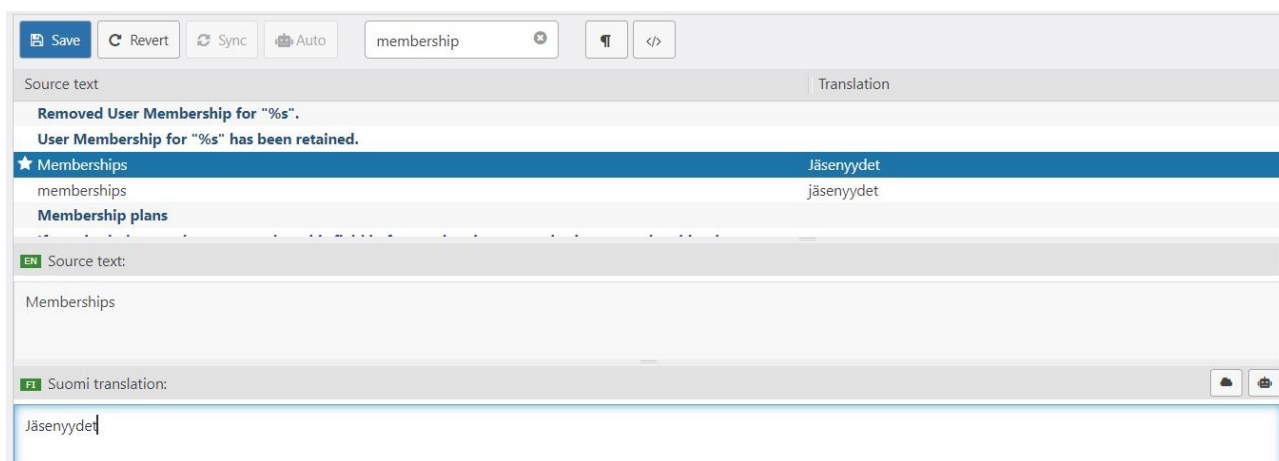 Save Revert Sync Auto membership ¶ </>
Source text Translation
Removed User Membership for "%s".
User Membership for "%s" has been retained.
Memberships Jäsenyydet
memberships jäsenyydet
Membership plans
EN Source text:
Memberships
FI Suomi translation:
Jäsenyydet